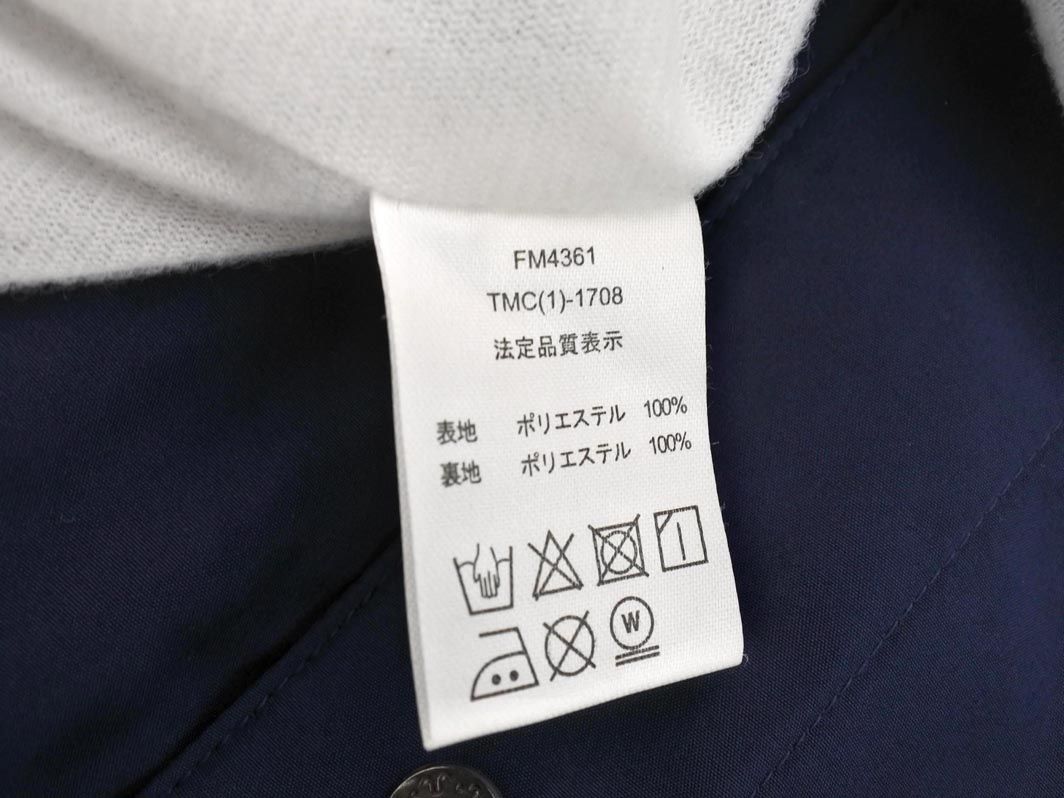 FM4361
TMC(1)-1708
法定品質表示
表地 ポリエステル 100%
裏地 ポリエステル 100%
W